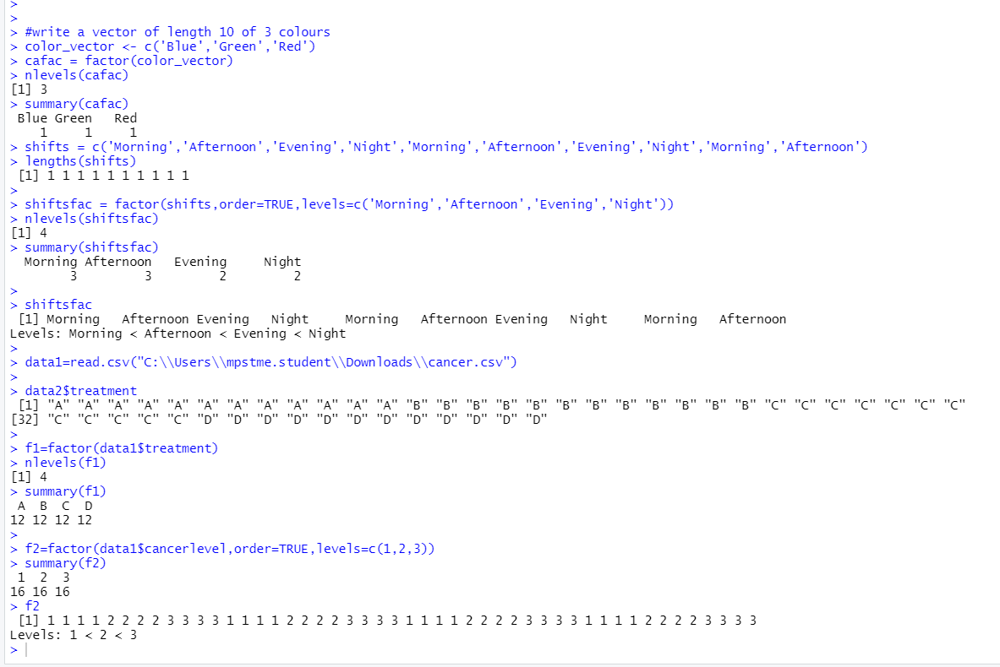 >
>
> #write a vector of length 10 of 3 colours
> color_vector <- c('Blue','Green','Red')
> cafac = factor(color_vector)
> nlevels(cafac)
[1] 3
> summary(cafac)
 Blue Green   Red
    1     1     1
> shifts = c('Morning','Afternoon','Evening','Night','Morning','Afternoon','Evening','Night','Morning','Afternoon')
> lengths(shifts)
 [1] 1 1 1 1 1 1 1 1 1 1
>
> shiftsfac = factor(shifts,order=TRUE,levels=c('Morning','Afternoon','Evening','Night'))
> nlevels(shiftsfac)
[1] 4
> summary(shiftsfac)
  Morning Afternoon   Evening     Night
        3         3         2         2
>
> shiftsfac
 [1] Morning   Afternoon Evening   Night     Morning   Afternoon Evening   Night     Morning   Afternoon
Levels: Morning < Afternoon < Evening < Night
>
> data1=read.csv("C:\\Users\\mpstme.student\\Downloads\\cancer.csv")
>
> data2$treatment
 [1] "A" "A" "A" "A" "A" "A" "A" "A" "A" "A" "A" "A" "B" "B" "B" "B" "B" "B" "B" "B" "B" "B" "B" "B" "C" "C" "C" "C" "C" "C" "C"
[32] "C" "C" "C" "C" "C" "D" "D" "D" "D" "D" "D" "D" "D" "D" "D" "D" "D"
>
> f1=factor(data1$treatment)
> nlevels(f1)
[1] 4
> summary(f1)
 A  B  C  D
12 12 12 12
>
> f2=factor(data1$cancerlevel,order=TRUE,levels=c(1,2,3))
> summary(f2)
 1  2  3
16 16 16
> f2
 [1] 1 1 1 1 2 2 2 2 3 3 3 3 1 1 1 1 2 2 2 2 3 3 3 3 1 1 1 1 2 2 2 2 3 3 3 3 1 1 1 1 2 2 2 2 3 3 3 3
Levels: 1 < 2 < 3
>